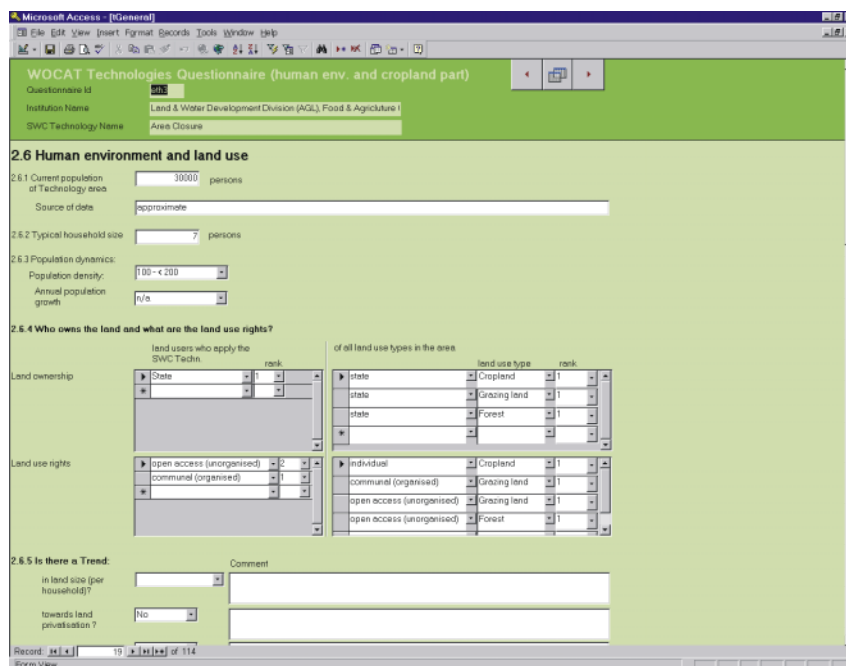 Microsoft Access - [tGeneral]
File Edit View Insert Format Records Tools Window Help
WOCAT Technologies Questionnaire (human env. and cropland part)
Questionnaire Id eth3
Institution Name Land & Water Development Division (AGL), Food & Agricluture
SWC Technology Name Area Closure
2.6 Human environment and land use
2.6.1 Current population of Technology area 30000 persons
Source of data approximate
2.6.2 Typical household size 7 persons
2.6.3 Population dynamics:
Population density: 100 - < 200
Annual population growth n/a
2.6.4 Who owns the land and what are the land use rights?
land users who apply the SWC Techn. rank
of all land use types in the area
land use type rank
Land ownership
State 1
state Cropland 1
state Grazing land 1
state Forest 1
Land use rights
open access (unorganised) 2
communal (organised) 1
individual Cropland 1
communal (organised) Grazing land 1
open access (unorganised) Grazing land 1
open access (unorganised) Forest 1
2.6.5 Is there a Trend:
Comment
in land size (per household)?
towards land privatisation ? No
Record: 19 of 114
Form View